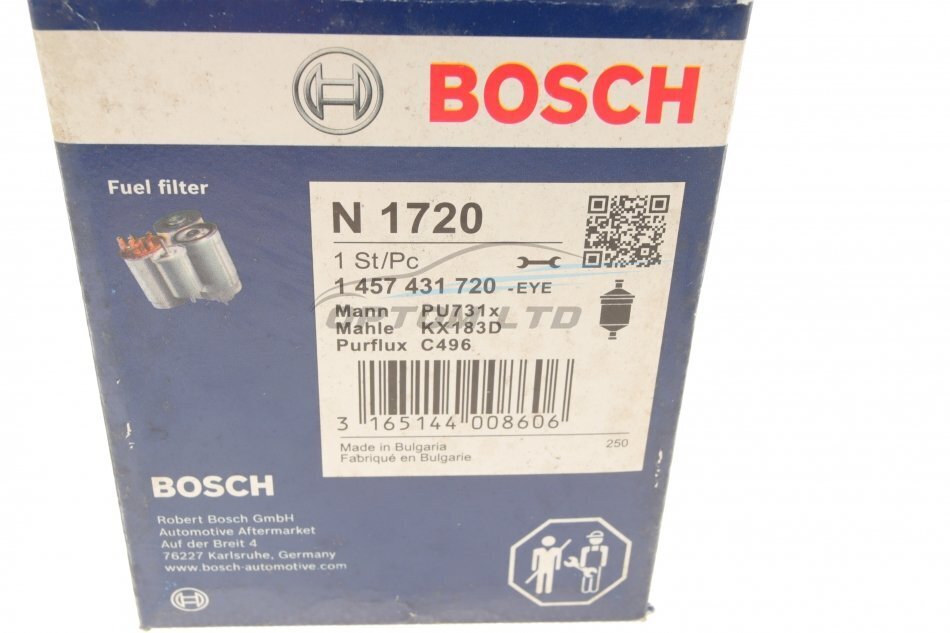 BOSCH
Fuel filter
N 1720
1 St/Pc
1 457 431 720 -EYE
Mann PU731x
Mahle KX183D
Purflux C496
OPTOM LTD
3 165144 008606
Made in Bulgaria 250
Fabriqué en Bulgarie
BOSCH
Robert Bosch GmbH
Automotive Aftermarket
Auf der Breit 4
76227 Karlsruhe, Germany
www.bosch-automotive.com